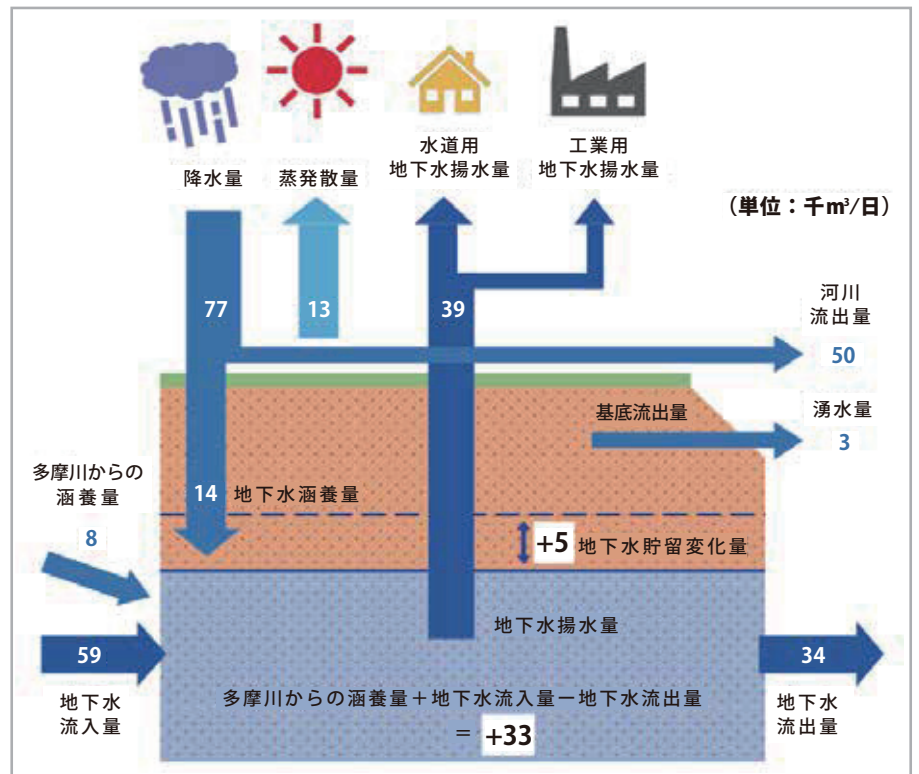 降水量
蒸発散量
水道用
地下水揚水量
工業用
地下水揚水量
（単位：千㎥/日）
77
13
39
河川
流出量
50
基底流出量
湧水量
3
多摩川からの
涵養量
8
14
地下水涵養量
+5
地下水貯留変化量
地下水揚水量
59
地下水
流入量
34
地下水
流出量
多摩川からの涵養量＋地下水流入量－地下水流出量
＝ +33